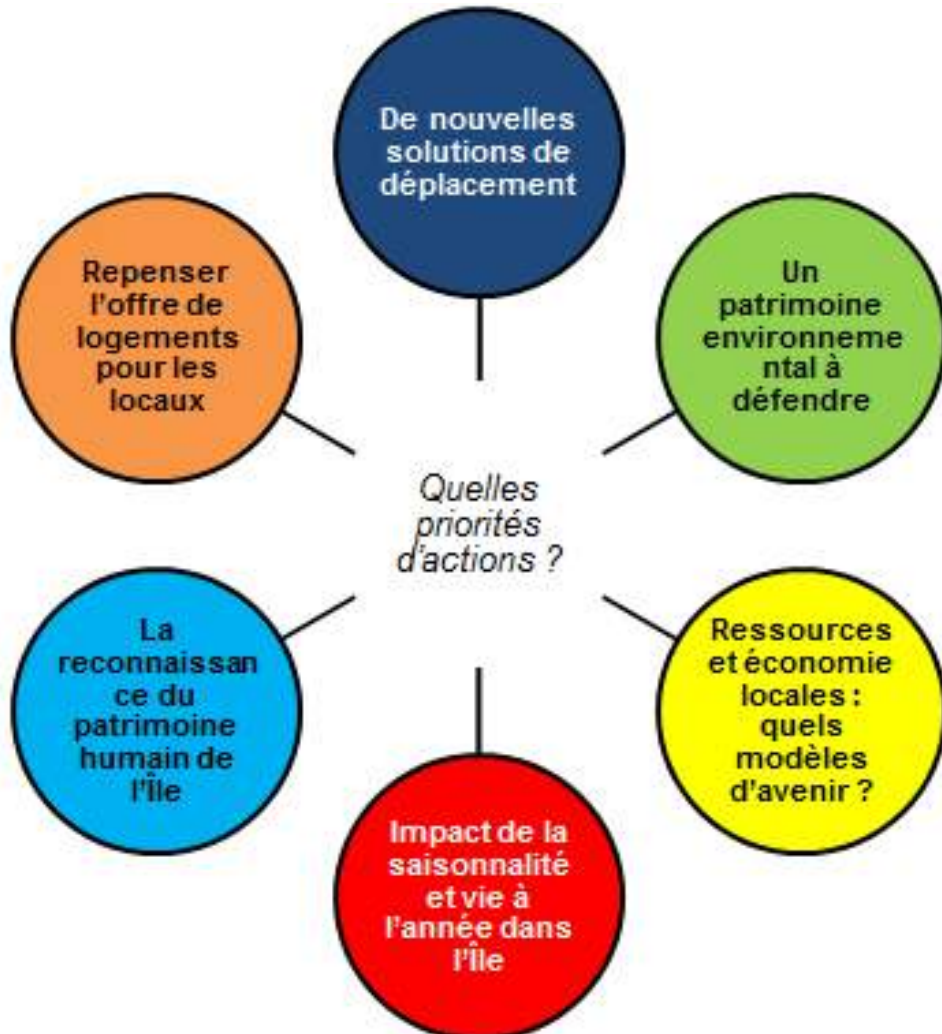 De nouvelles
solutions de
déplacement
Un
patrimoine
environneme
ntal à
défendre
Ressources
et économie
locales :
quels
modèles
d'avenir ?
Impact de la
saisonnalité
et vie à
l'année dans
l'Île
La
reconnaissan
ce du
patrimoine
humain de
l'Île
Repenser
l'offre de
logements
pour les
locaux
Quelles
priorités
d'actions ?